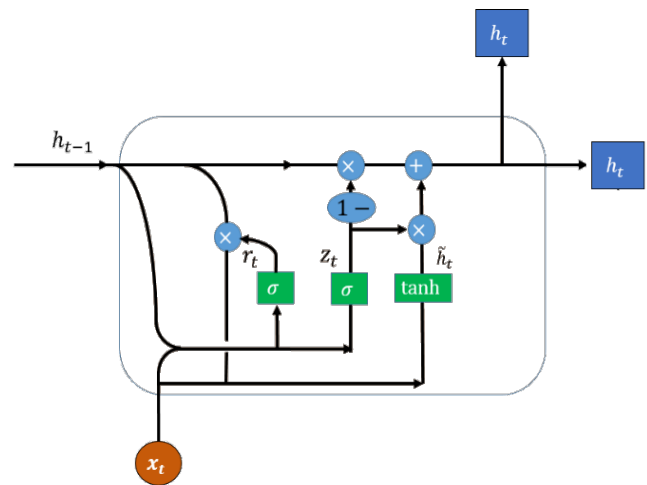 h_t
h_{t-1}
×
+
h_t
1 −
×
×
r_t
z_t
h̃_t
σ
σ
tanh
x_t